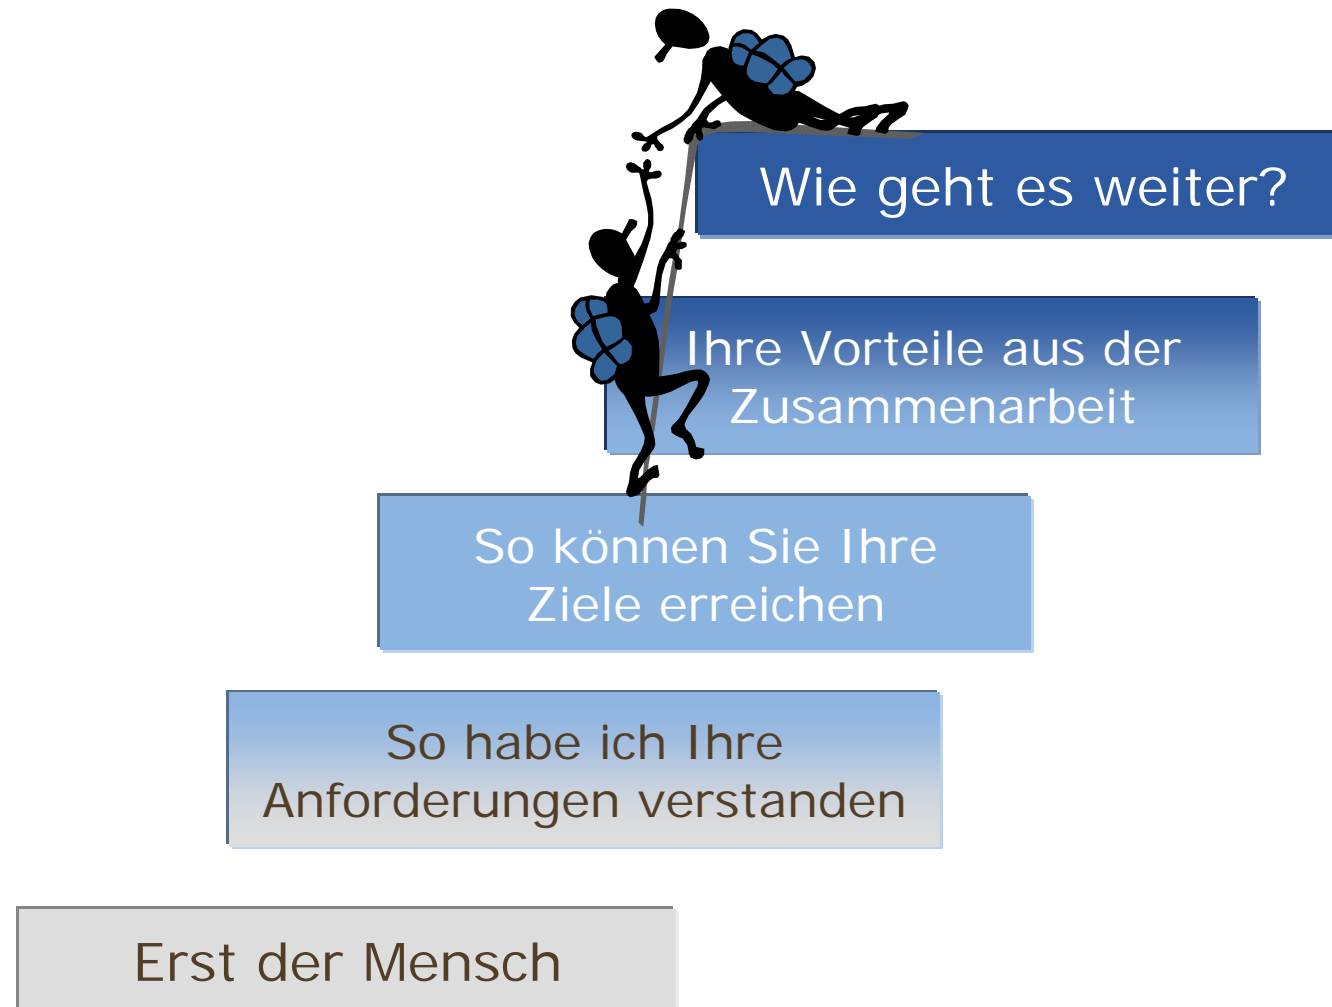 Wie geht es weiter?
Ihre Vorteile aus der
Zusammenarbeit
So können Sie Ihre
Ziele erreichen
So habe ich Ihre
Anforderungen verstanden
Erst der Mensch